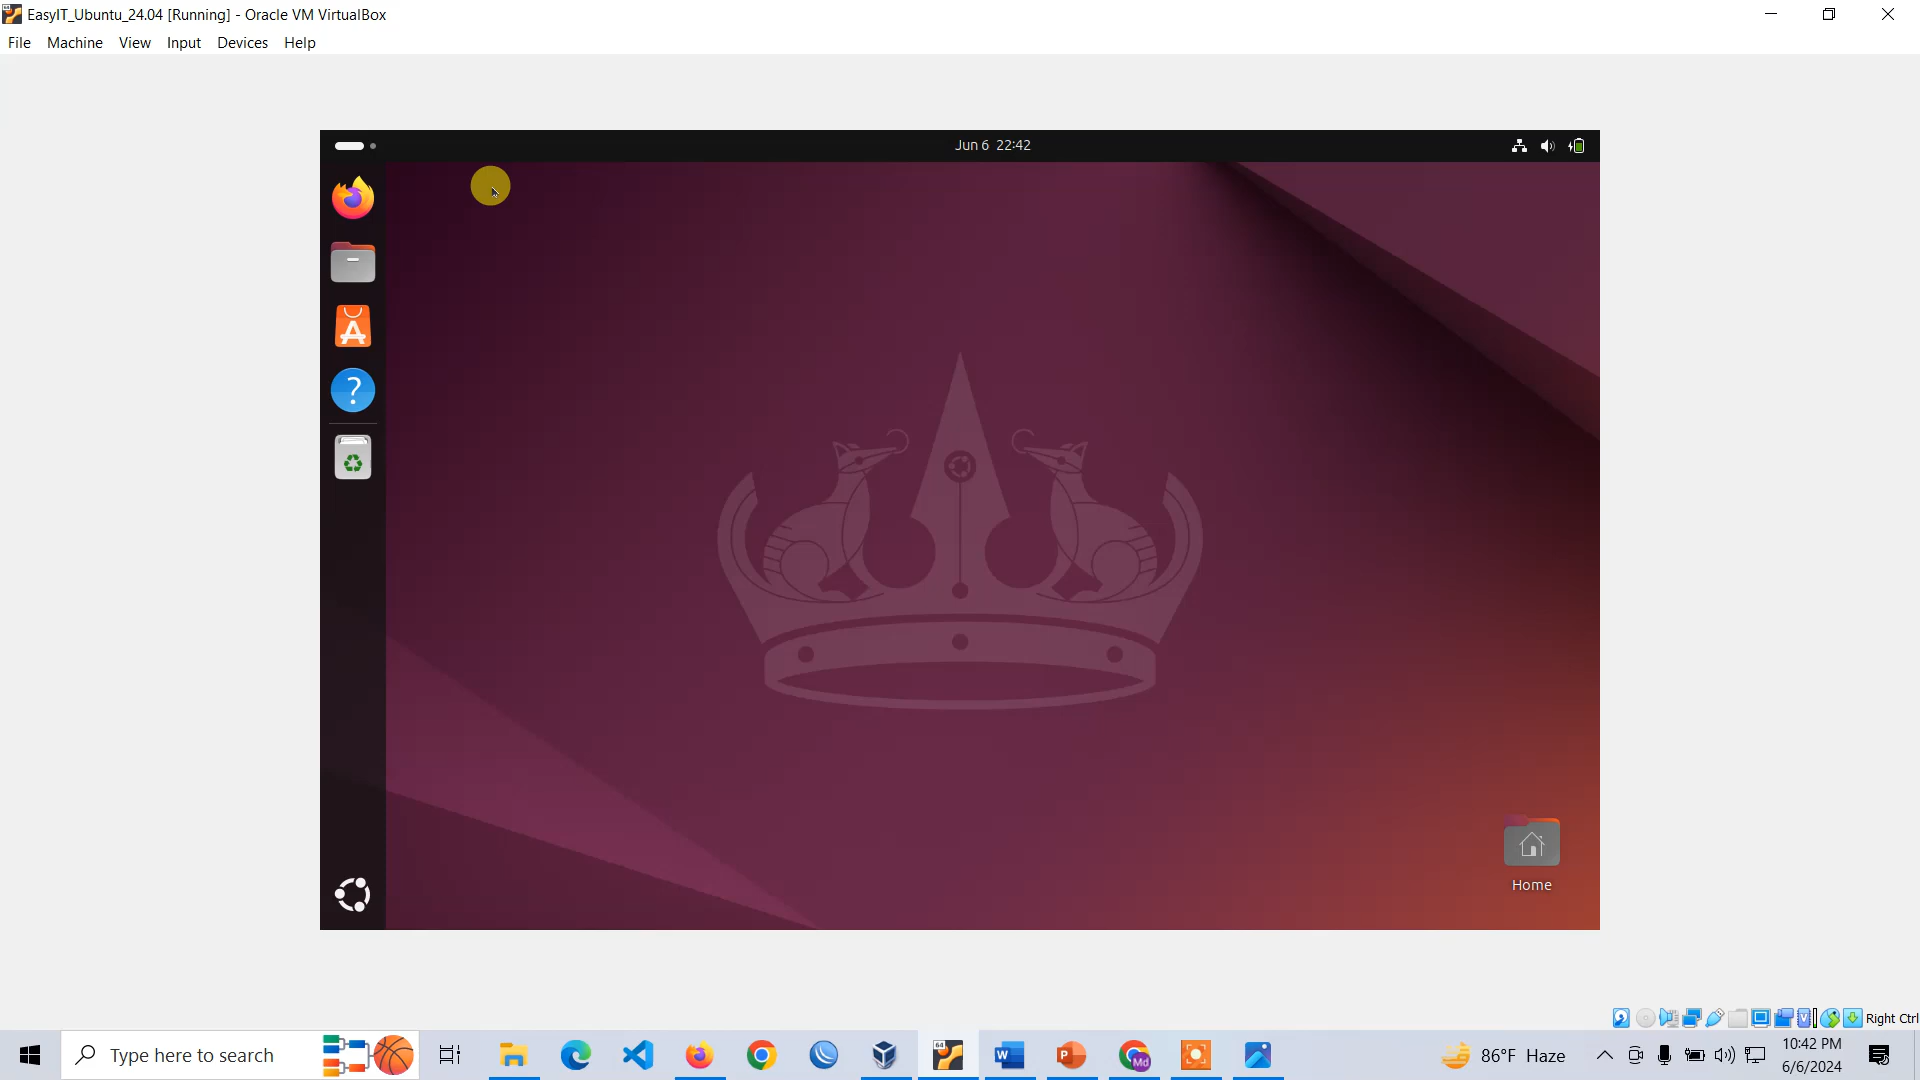 EasyIT_Ubuntu_24.04 [Running] - Oracle VM VirtualBox
File Machine View Input Devices Help
Jun 6 22:42
Home
Right Ctrl
Type here to search
86°F Haze
10:42 PM
6/6/2024